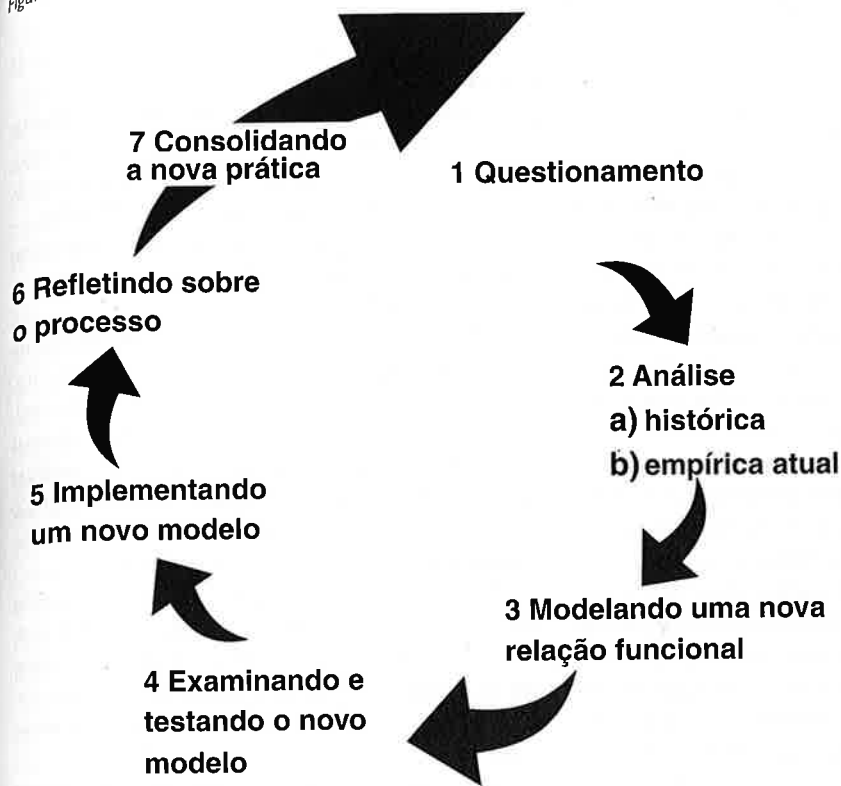 1 Questionamento
2 Análise
a) histórica
b) empírica atual
3 Modelando uma nova
relação funcional
4 Examinando e
testando o novo
modelo
5 Implementando
um novo modelo
6 Refletindo sobre
o processo
7 Consolidando
a nova prática